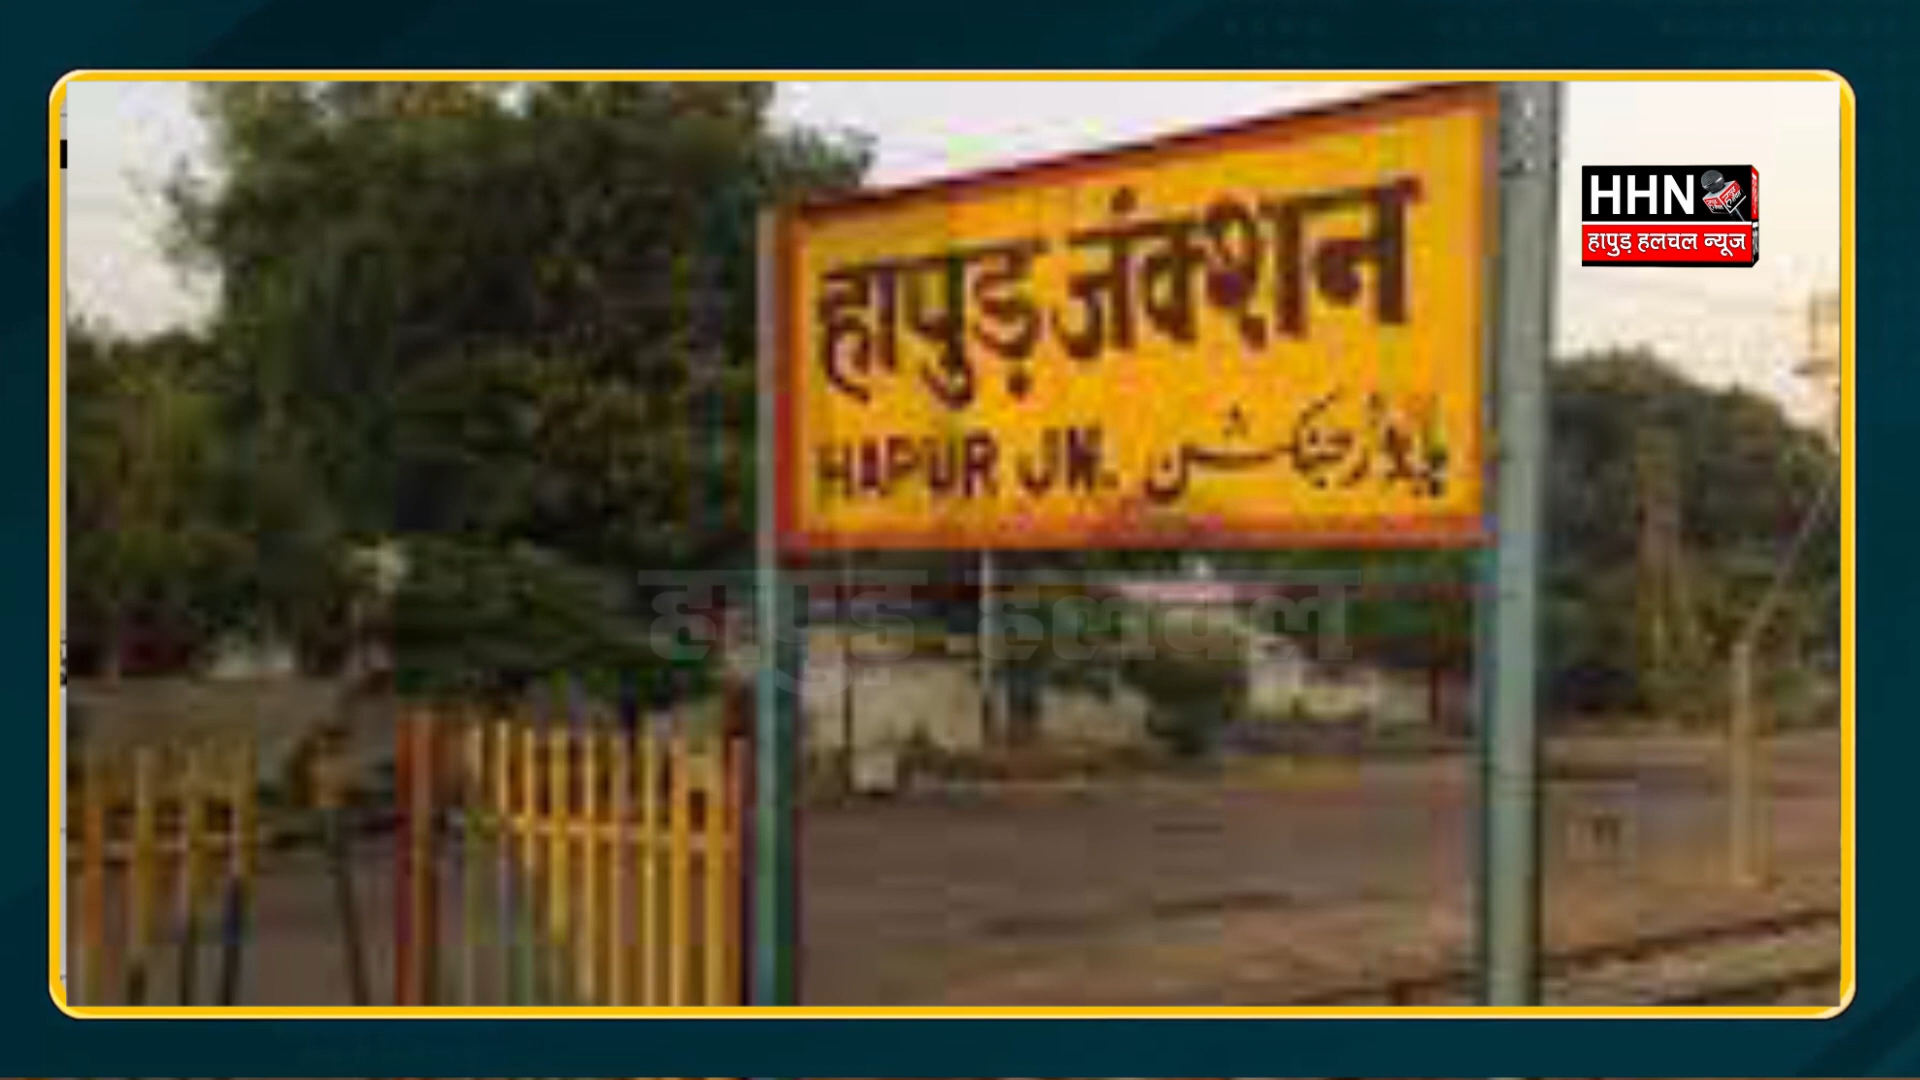 हापुड़ जंक्शन
HAPUR JN. ہاپوڑ جنکشن
HHN
हापुड़ हलचल न्यूज
हापुड़ हलचल